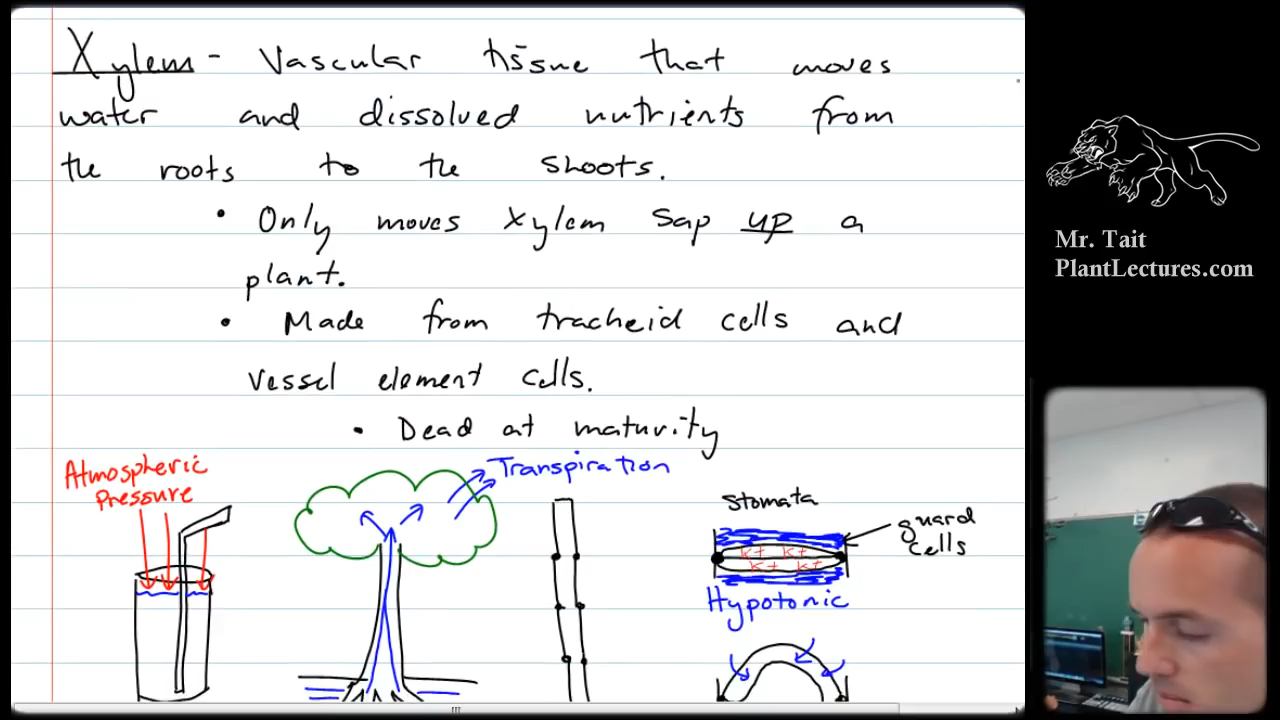 Xylem - Vascular tissue that moves
water and dissolved nutrients from
the roots to the shoots.
• Only moves Xylem Sap up a
plant.
• Made from tracheid cells and
vessel element cells.
• Dead at maturity
Atmospheric
Pressure
Transpiration
Stomata
guard
cells
K+ K+
K+ K+
Hypotonic
Mr. Tait
PlantLectures.com